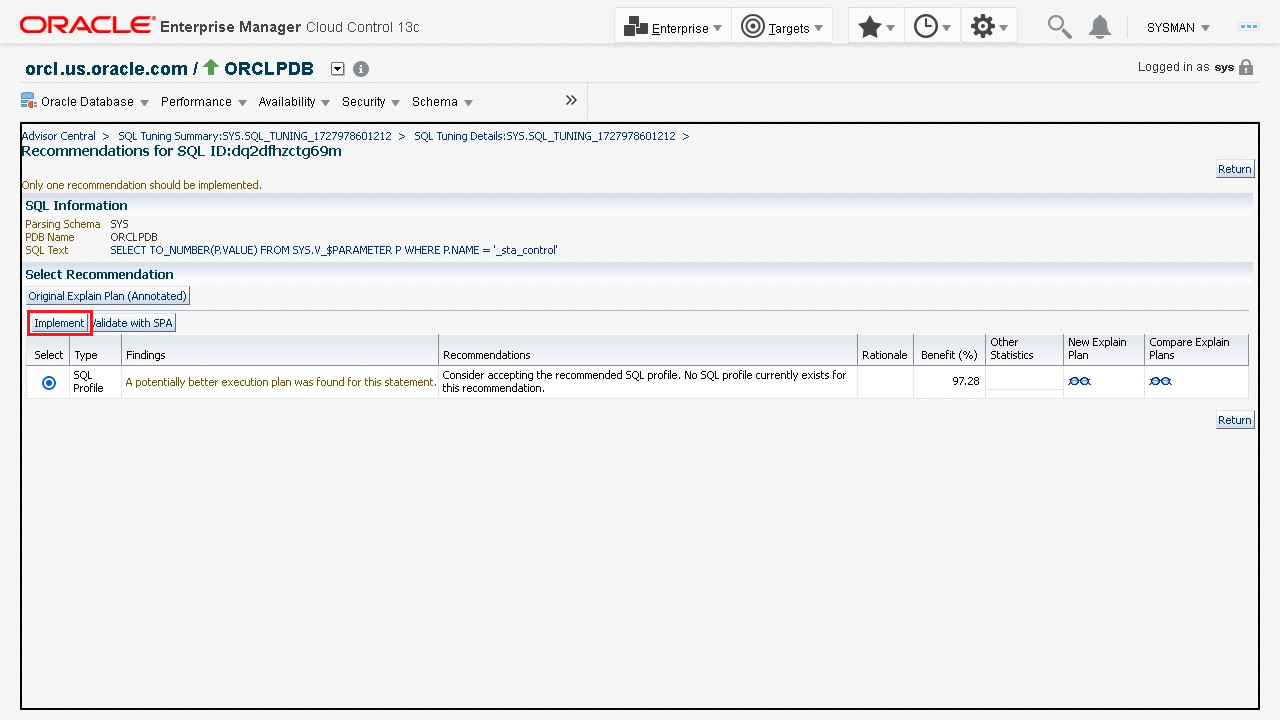 ORACLE® Enterprise Manager Cloud Control 13c
Enterprise
Targets
SYSMAN
orcl.us.oracle.com / ORCLPDB
Logged in as sys
Oracle Database Performance Availability Security Schema »
Advisor Central > SQL Tuning Summary:SYS.SQL_TUNING_1727978601212 > SQL Tuning Details:SYS.SQL_TUNING_1727978601212 >
Recommendations for SQL ID:dq2dfhzctg69m
Return
Only one recommendation should be implemented.
SQL Information
Parsing Schema SYS
PDB Name ORCLPDB
SQL Text SELECT TO_NUMBER(P.VALUE) FROM SYS.V_$PARAMETER P WHERE P.NAME = '_sta_control'
Select Recommendation
Original Explain Plan (Annotated)
Implement Validate with SPA
Select Type Findings Recommendations Rationale Benefit (%) Other Statistics New Explain Plan Compare Explain Plans
SQL Profile A potentially better execution plan was found for this statement. Consider accepting the recommended SQL profile. No SQL profile currently exists for this recommendation. 97.28
Return